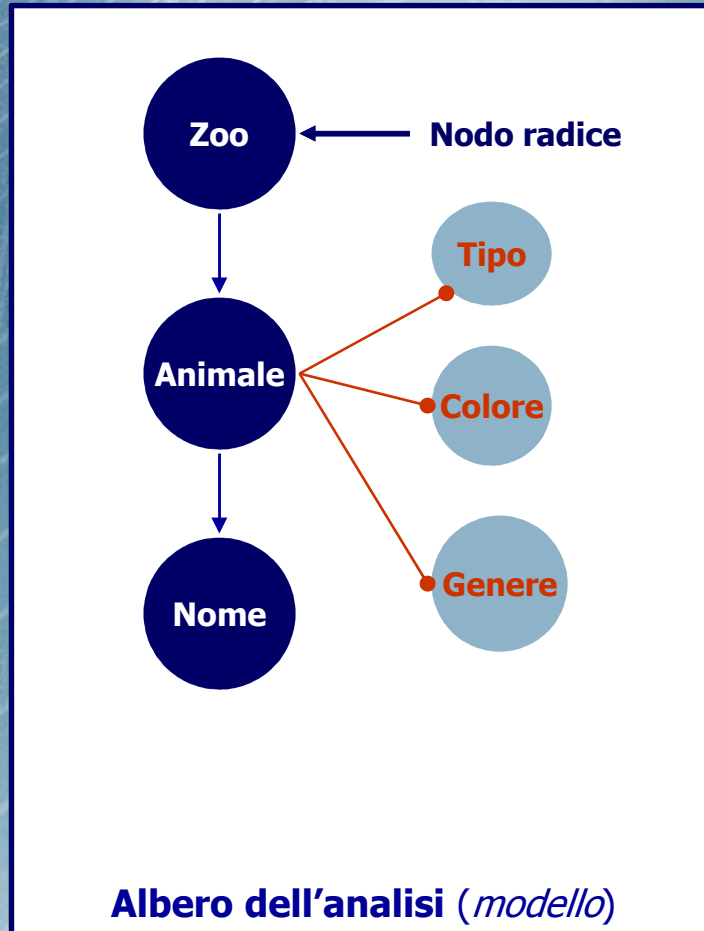 Zoo
Nodo radice
Tipo
Animale
Colore
Genere
Nome
Albero dell’analisi (modello)